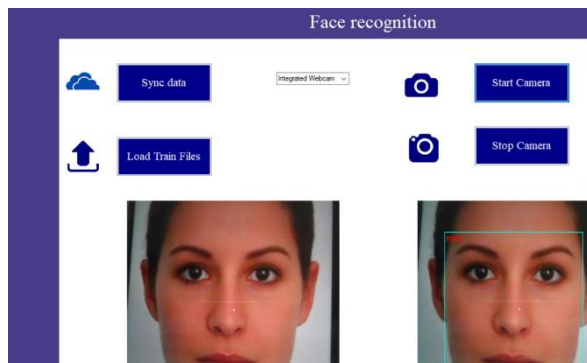 Face recognition
Sync data
Integrated Webcam
Start Camera
Load Train Files
Stop Camera